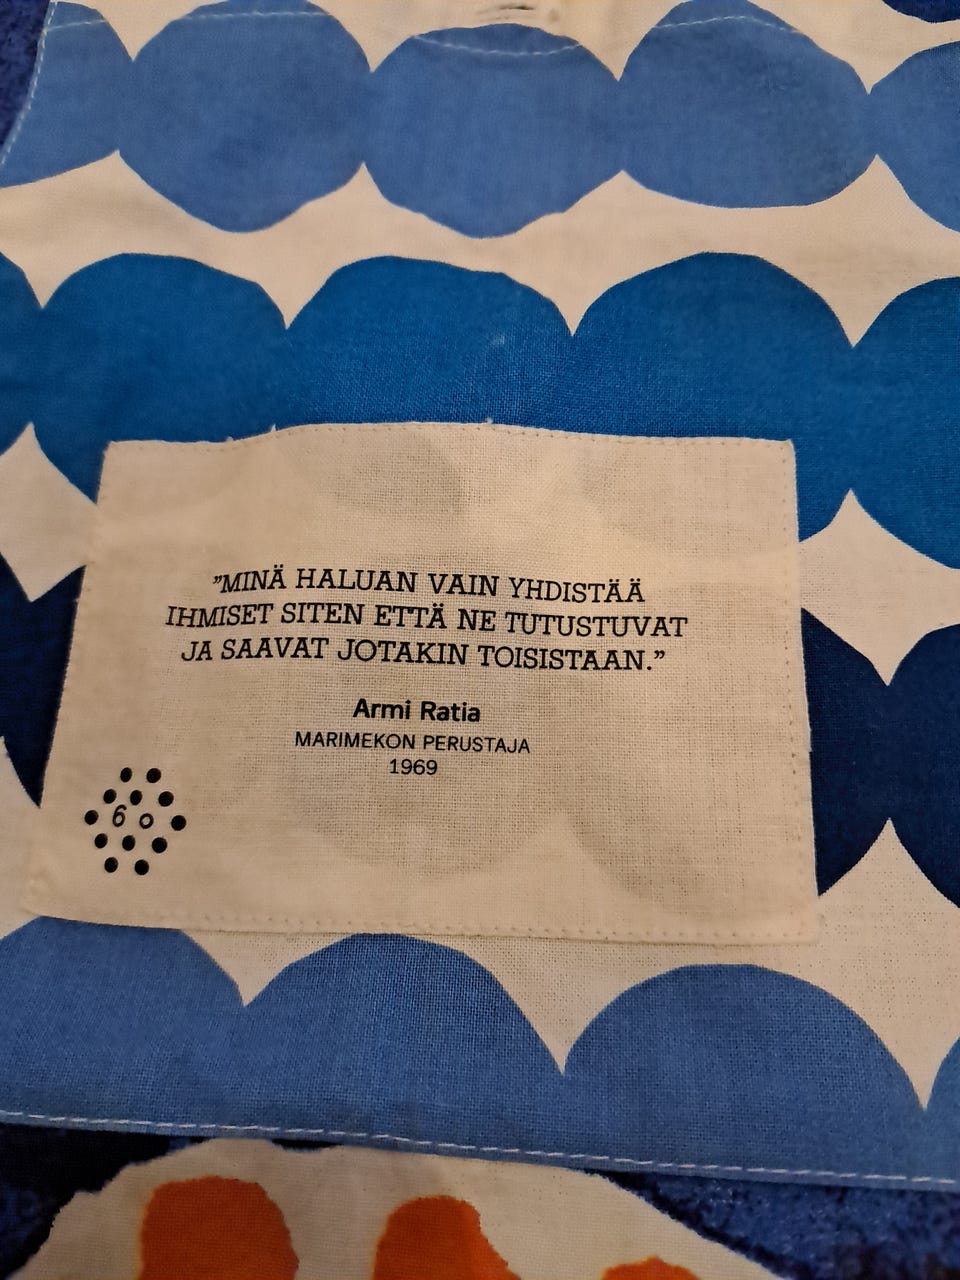 ”MINÄ HALUAN VAIN YHDISTÄÄ
IHMISET SITEN ETTÄ NE TUTUSTUVAT
JA SAAVAT JOTAKIN TOISISTAAN.”
Armi Ratia
MARIMEKON PERUSTAJA
1969
60